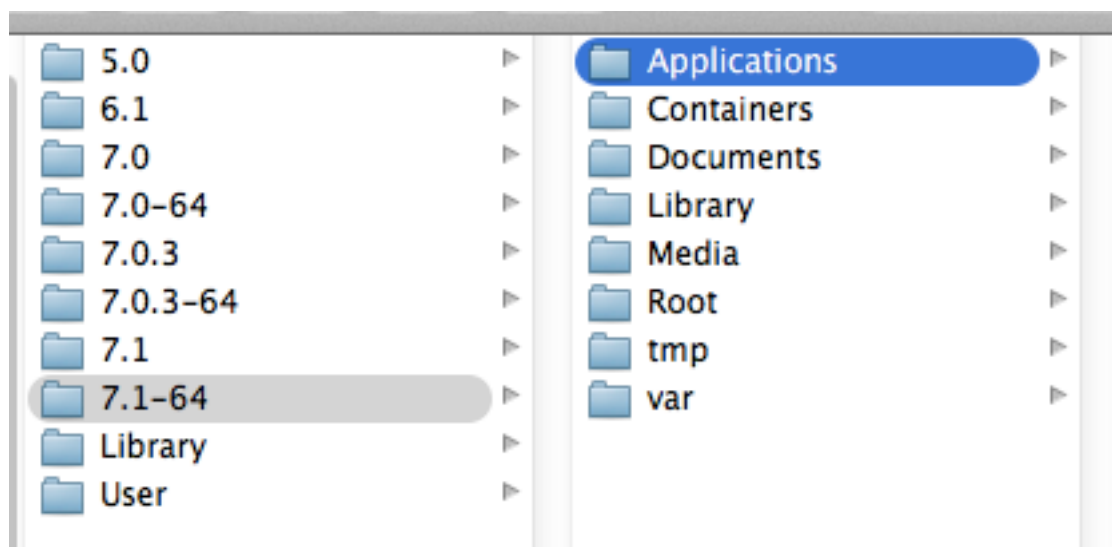 5.0
6.1
7.0
7.0-64
7.0.3
7.0.3-64
7.1
7.1-64
Library
User
Applications
Containers
Documents
Library
Media
Root
tmp
var